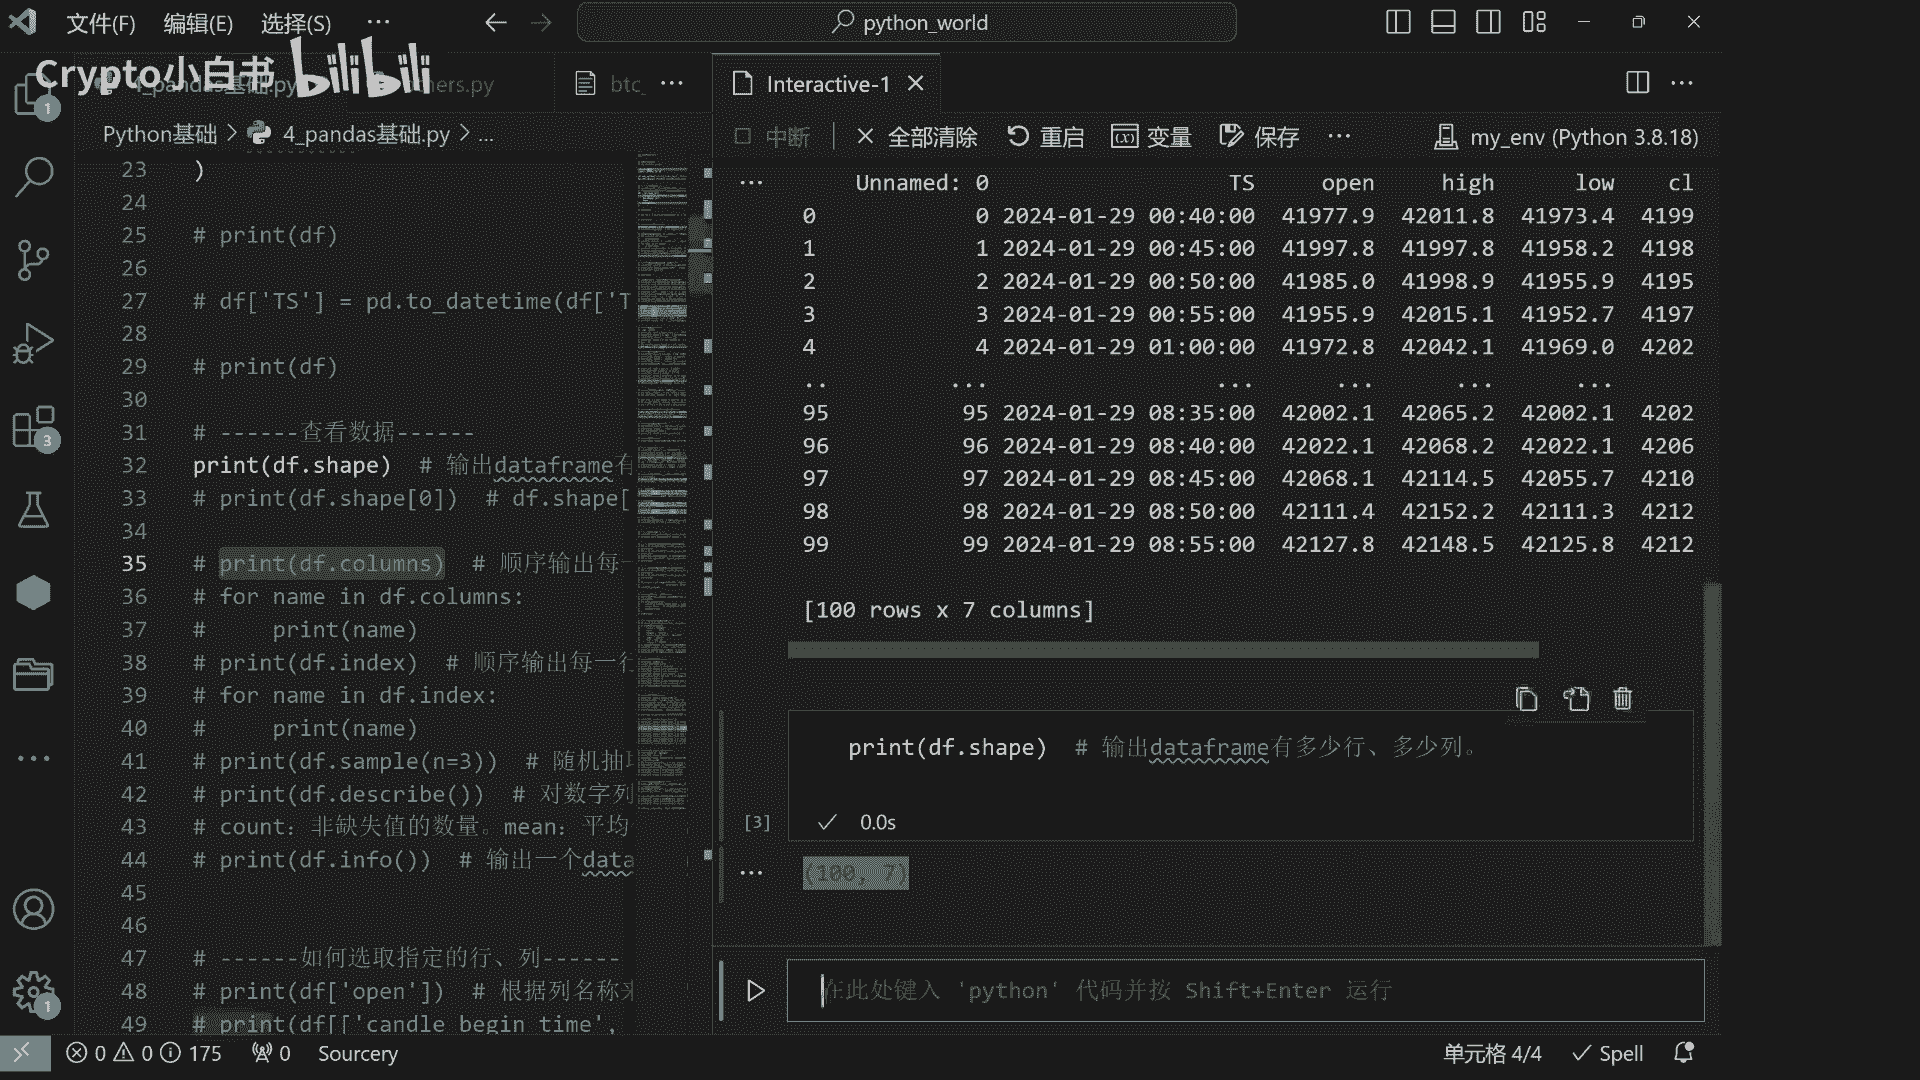 文件(F) 编辑(E) 选择(S) ···
python_world
Crypto小白书 bilibili
4_pandas基础.py
hers.py
btc_ ···
Interactive-1
Python基础 > 4_pandas基础.py > ...
中断 全部清除 重启 变量 保存 ··· my_env (Python 3.8.18)
23 )
24
25 # print(df)
26
27 # df['TS'] = pd.to_datetime(df['T
28
29 # print(df)
30
31 # ------查看数据------
32 print(df.shape)  # 输出dataframe有
33 # print(df.shape[0])  # df.shape[
34
35 # print(df.columns)  # 顺序输出每一
36 # for name in df.columns:
37 #     print(name)
38 # print(df.index)  # 顺序输出每一行
39 # for name in df.index:
40 #     print(name)
41 # print(df.sample(n=3))  # 随机抽取
42 # print(df.describe())  # 对数字列
43 # count：非缺失值的数量。mean：平均
44 # print(df.info())  # 输出一个data
45
46
47 # ------如何选取指定的行、列------
48 # print(df['open'])  # 根据列名称来
49 # print(df[['candle_begin_time',
Unnamed: 0 TS open high low cl
0 0 2024-01-29 00:40:00 41977.9 42011.8 41973.4 4199
1 1 2024-01-29 00:45:00 41997.8 41997.8 41958.2 4198
2 2 2024-01-29 00:50:00 41985.0 41998.9 41955.9 4195
3 3 2024-01-29 00:55:00 41955.9 42015.1 41952.7 4197
4 4 2024-01-29 01:00:00 41972.8 42042.1 41969.0 4202
.. ... ... ... ... ...
95 95 2024-01-29 08:35:00 42002.1 42065.2 42002.1 4202
96 96 2024-01-29 08:40:00 42022.1 42068.2 42022.1 4206
97 97 2024-01-29 08:45:00 42068.1 42114.5 42055.7 4210
98 98 2024-01-29 08:50:00 42111.4 42152.2 42111.3 4212
99 99 2024-01-29 08:55:00 42127.8 42148.5 42125.8 4212
[100 rows x 7 columns]
print(df.shape)  # 输出dataframe有多少行、多少列。
[3] 0.0s
(100, 7)
在此处键入 'python' 代码并按 Shift+Enter 运行
1
3
1
0 0 175 0 Sourcery 单元格 4/4 Spell